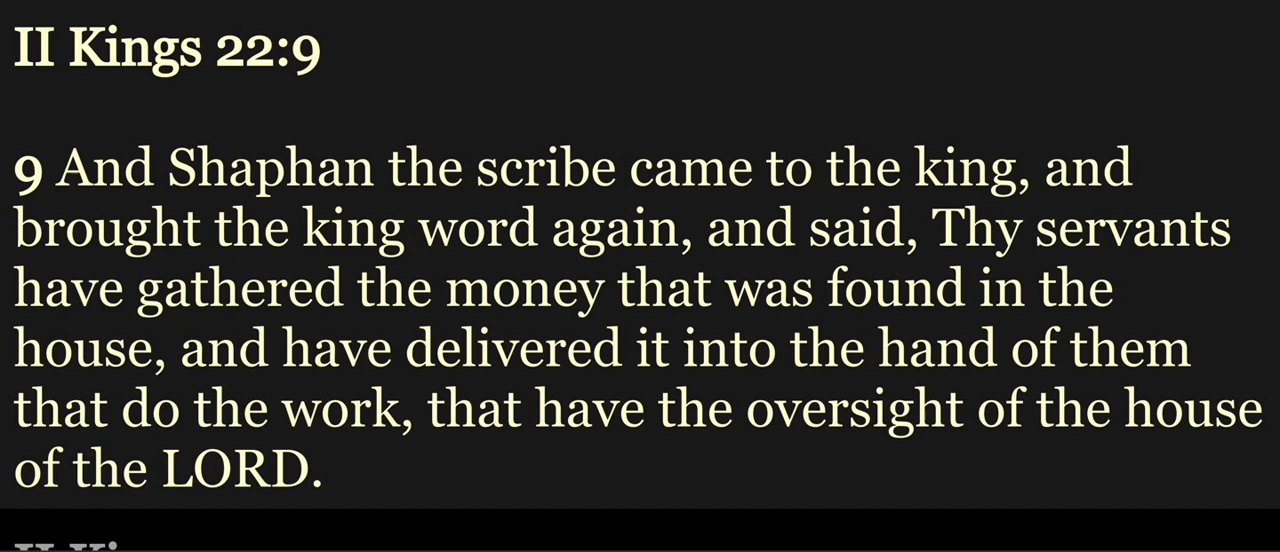 II Kings 22:9
9 And Shaphan the scribe came to the king, and
brought the king word again, and said, Thy servants
have gathered the money that was found in the
house, and have delivered it into the hand of them
that do the work, that have the oversight of the house
of the LORD.